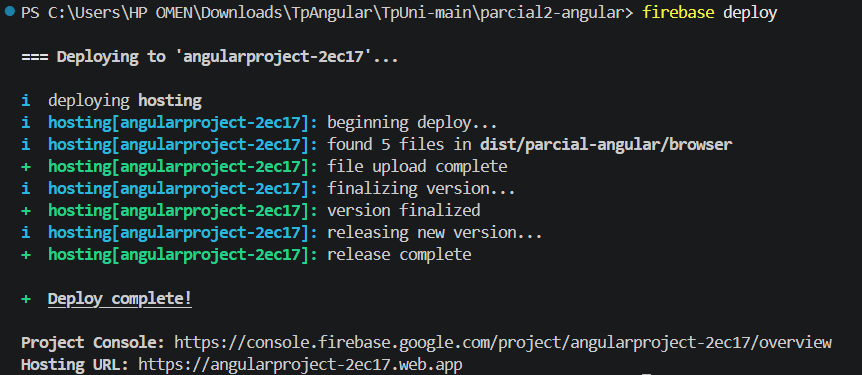 PS C:\Users\HP OMEN\Downloads\TpAngular\TpUni-main\parcial2-angular> firebase deploy
=== Deploying to 'angularproject-2ec17'...
i  deploying hosting
i  hosting[angularproject-2ec17]: beginning deploy...
i  hosting[angularproject-2ec17]: found 5 files in dist/parcial-angular/browser
+  hosting[angularproject-2ec17]: file upload complete
i  hosting[angularproject-2ec17]: finalizing version...
+  hosting[angularproject-2ec17]: version finalized
i  hosting[angularproject-2ec17]: releasing new version...
+  hosting[angularproject-2ec17]: release complete
+  Deploy complete!
Project Console: https://console.firebase.google.com/project/angularproject-2ec17/overview
Hosting URL: https://angularproject-2ec17.web.app